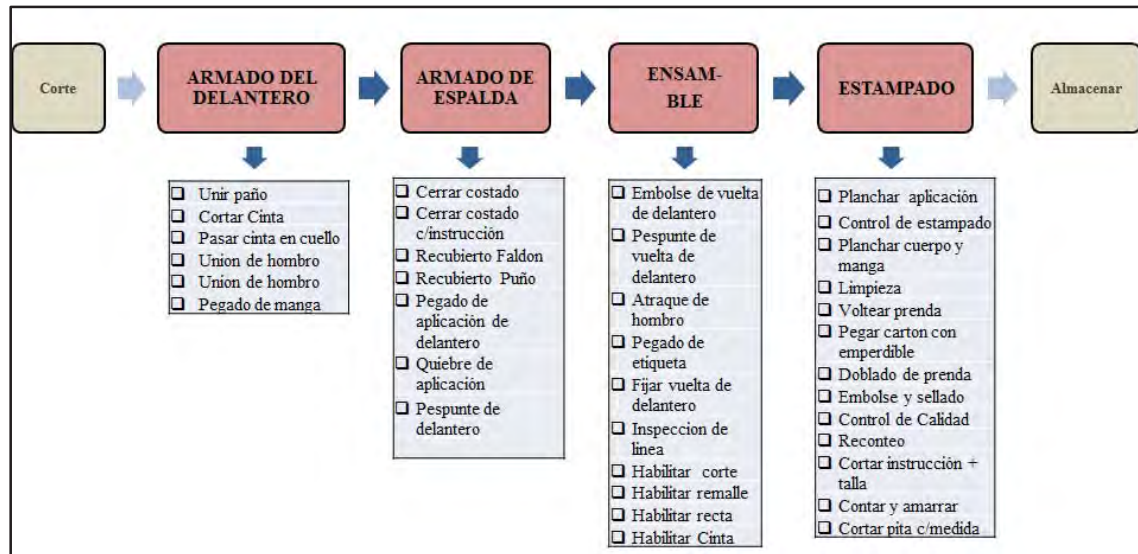 Corte
ARMADO DEL
DELANTERO
ARMADO DE
ESPALDA
ENSAM-
BLE
ESTAMPADO
Almacenar
Unir paño
Cortar Cinta
Pasar cinta en cuello
Union de hombro
Union de hombro
Pegado de manga
Cerrar costado
Cerrar costado
c/instrucción
Recubierto Faldon
Recubierto Puño
Pegado de
aplicación de
delantero
Quiebre de
aplicación
Pespunte de
delantero
Embolse de vuelta
de delantero
Pespunte de
vuelta de
delantero
Atraque de
hombro
Pegado de
etiqueta
Fijar vuelta de
delantero
Inspeccion de
linea
Habilitar corte
Habilitar remalle
Habilitar recta
Habilitar Cinta
Planchar aplicación
Control de estampado
Planchar cuerpo y
manga
Limpieza
Voltear prenda
Pegar carton con
emperdible
Doblado de prenda
Embolse y sellado
Control de Calidad
Reconteo
Cortar instrucción +
talla
Contar y amarrar
Cortar pita c/medida